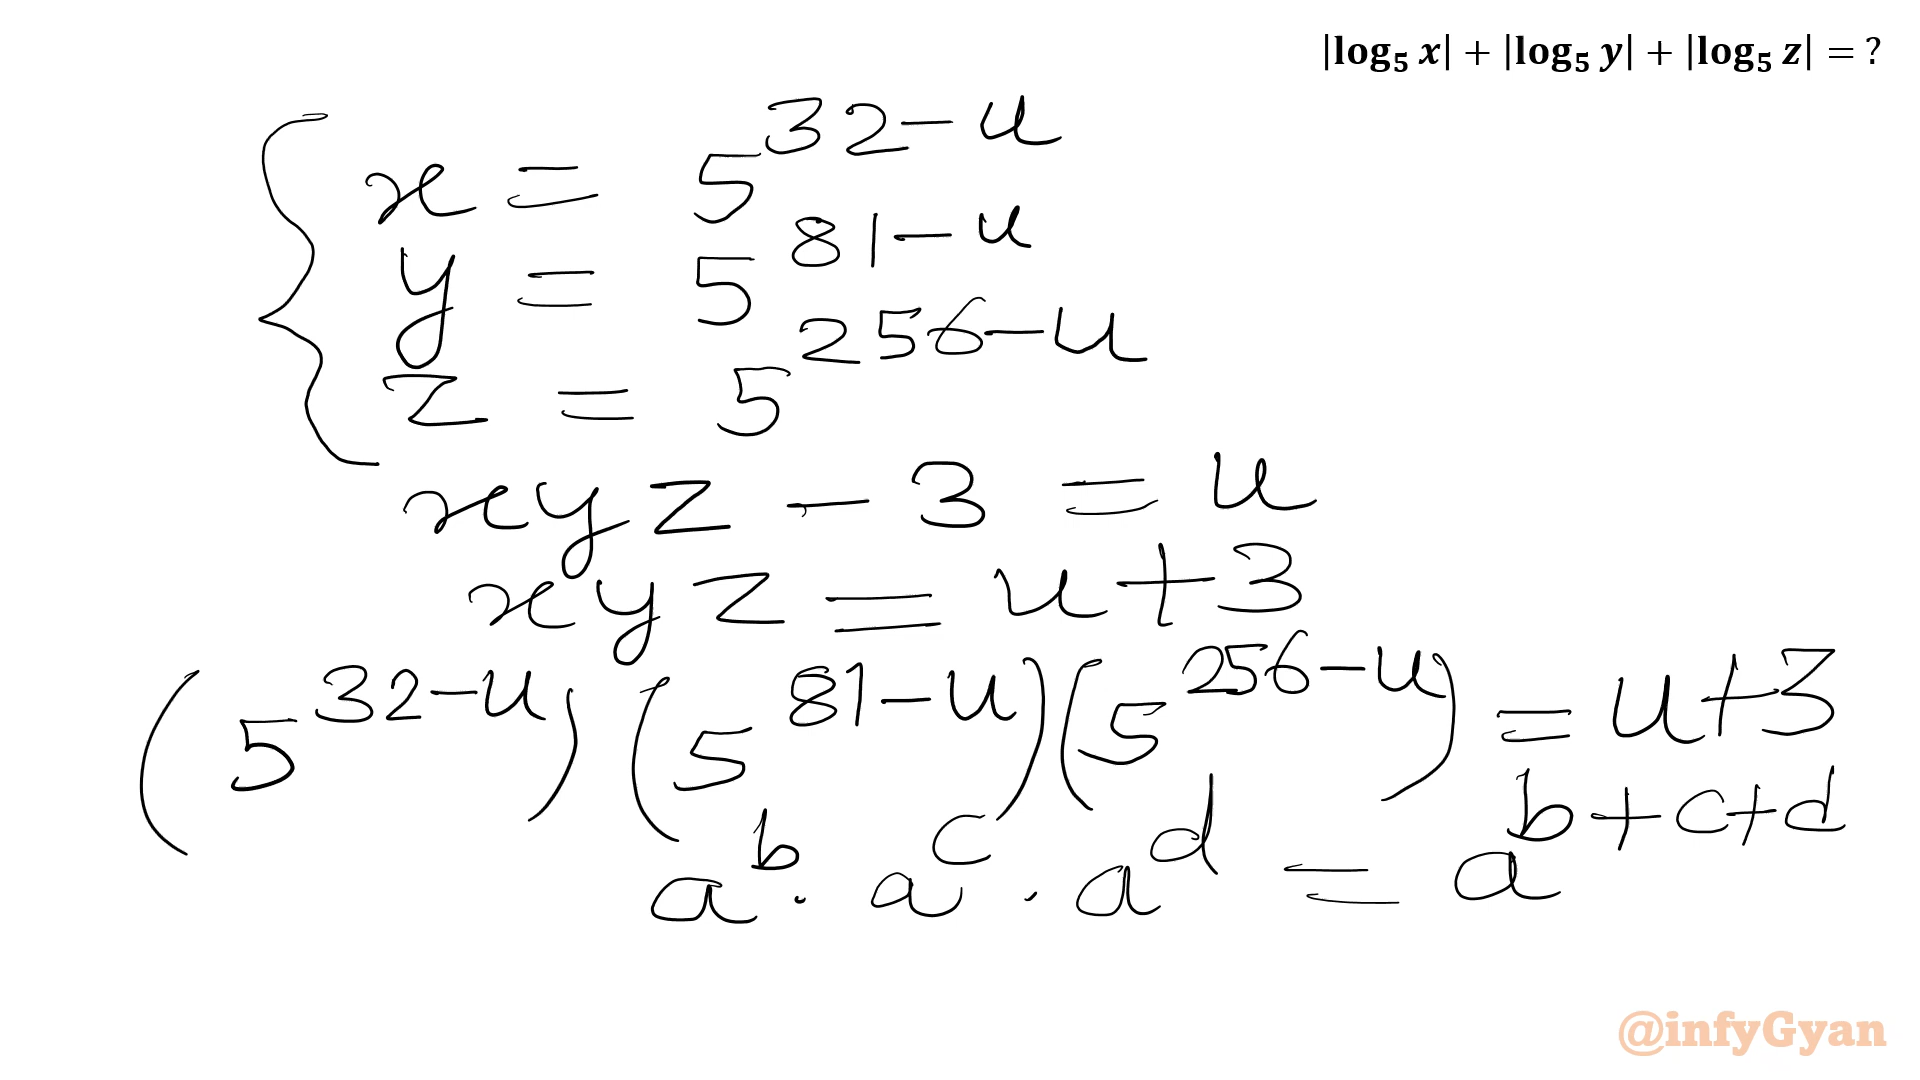 |log₅ x| + |log₅ y| + |log₅ z| = ?
x = 5^{32-u}
y = 5^{81-u}
z = 5^{256-u}
xyz - 3 = u
xyz = u+3
(5^{32-u})(5^{81-u})(5^{256-u}) = u+3
a^b · a^c · a^d = a^{b+c+d}
@infyGyan